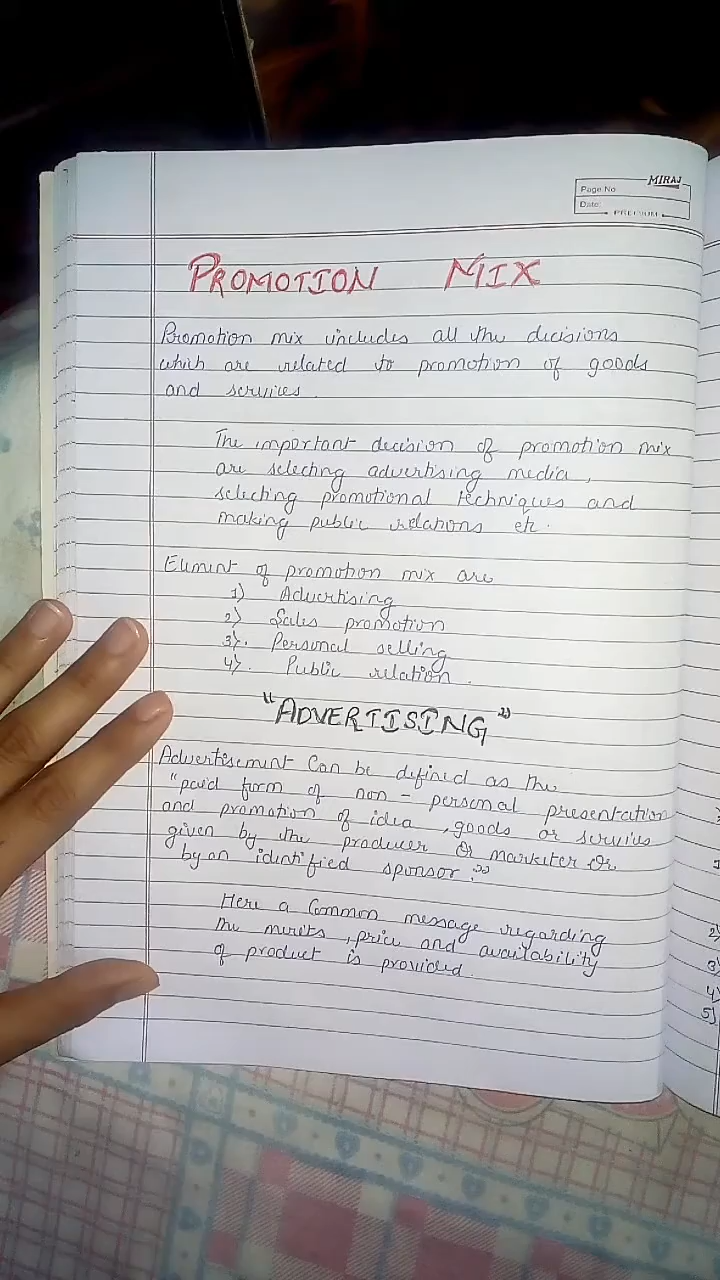 MIRAJ
Page No
Date:
PREMIUM
PROMOTION MIX
Promotion mix includes all the decisions
which are related to promotion of goods
and services.
The important decision of promotion mix
are selecting advertising media,
selecting promotional techniques and
making public relations etc.
Element of promotion mix are
1) Advertising
2) Sales promotion
3). Personal selling
4). Public relation.
"ADVERTISING"
Advertisement Can be defined as the
"paid form of non - personal presentation
and promotion of idea, goods or services
given by the producer or marketer or
by an identified sponsor."
Here a Common message regarding
the merits, price and availability
of product is provided.
2)
3)
4)
5)